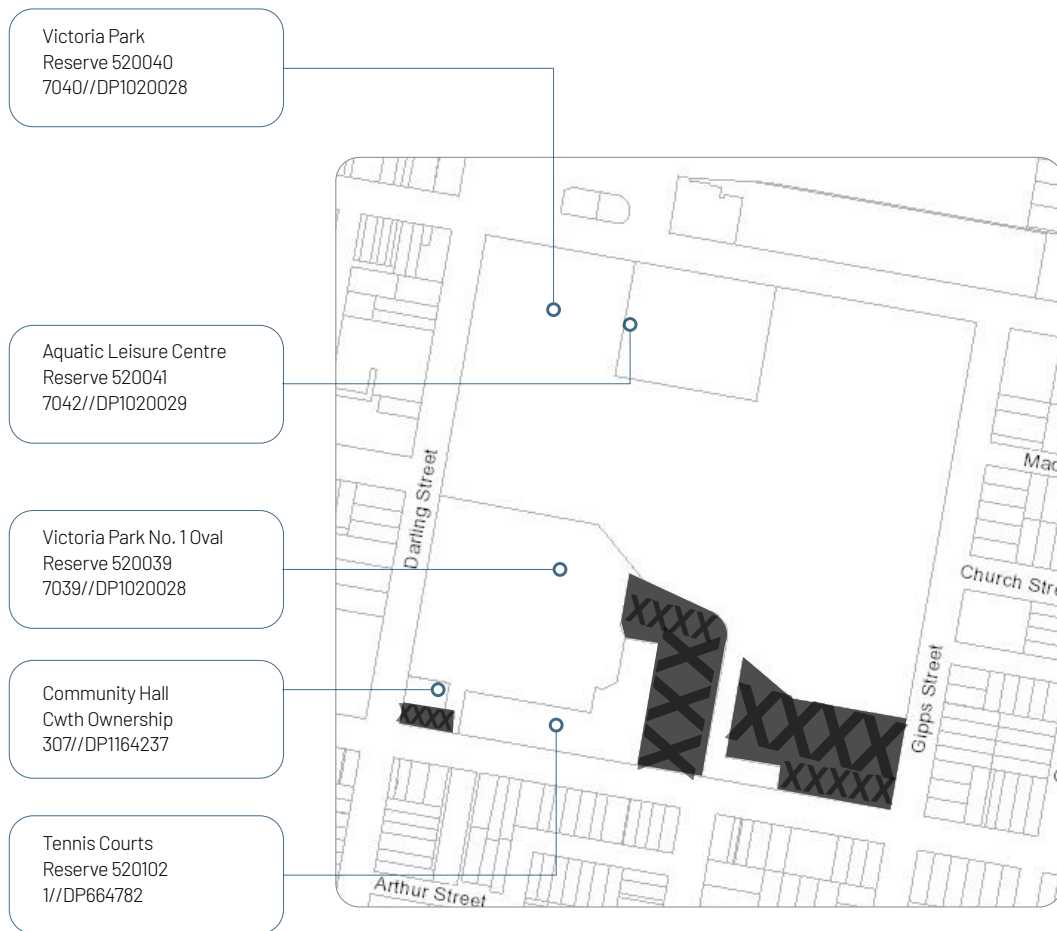 Victoria Park
Reserve 520040
7040//DP1020028
Aquatic Leisure Centre
Reserve 520041
7042//DP1020029
Victoria Park No. 1 Oval
Reserve 520039
7039//DP1020028
Community Hall
Cwth Ownership
307//DP1164237
Tennis Courts
Reserve 520102
1//DP664782
Darling Street
Mac
Church Stre
Gipps Street
XXXX
XXXX
XXXX
XXXXX
Arthur Street